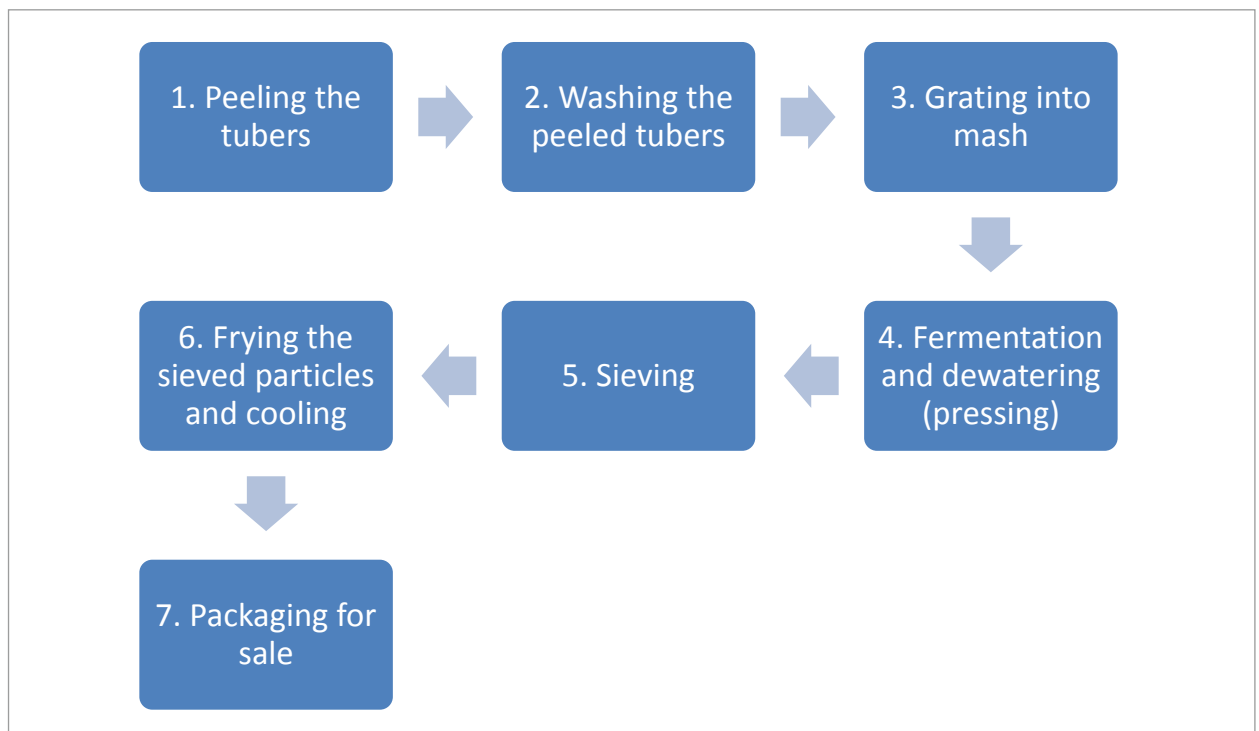 1. Peeling the
tubers
2. Washing the
peeled tubers
3. Grating into
mash
4. Fermentation
and dewatering
(pressing)
5. Sieving
6. Frying the
sieved particles
and cooling
7. Packaging for
sale